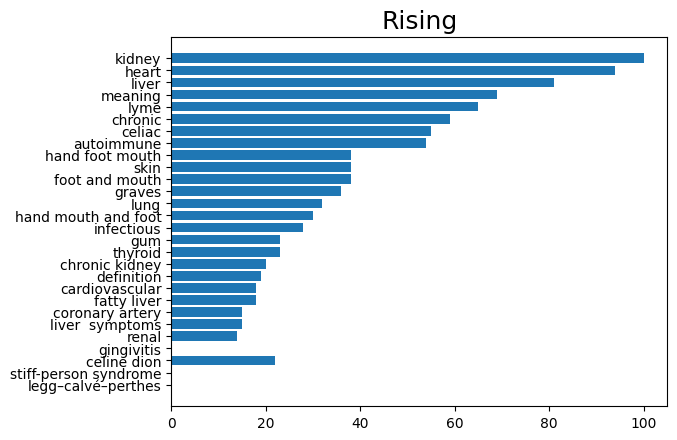 Rising
kidney
heart
liver
meaning
lyme
chronic
celiac
autoimmune
hand foot mouth
skin
foot and mouth
graves
lung
hand mouth and foot
infectious
gum
thyroid
chronic kidney
definition
cardiovascular
fatty liver
coronary artery
liver  symptoms
renal
gingivitis
celine dion
stiff-person syndrome
legg–calvé–perthes
0 20 40 60 80 100